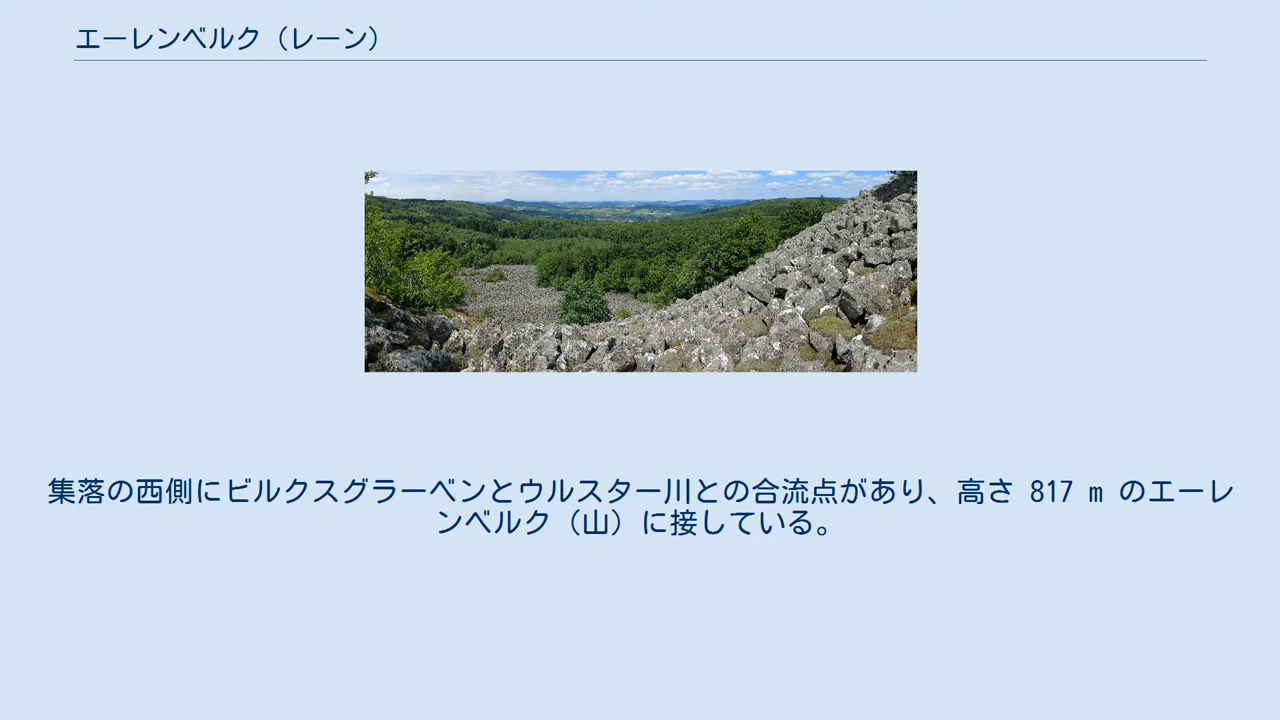 エーレンベルク（レーン）
集落の西側にビルクスグラーベンとウルスター川との合流点があり、高さ 817 m のエーレ
ンベルク（山）に接している。